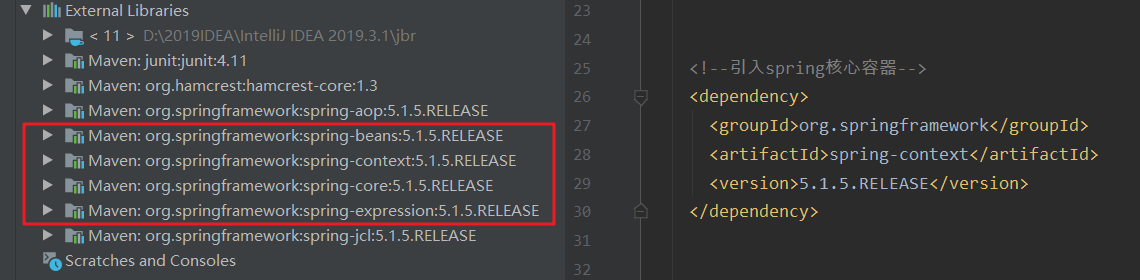 External Libraries
< 11 > D:\2019IDEA\IntelliJ IDEA 2019.3.1\jbr
Maven: junit:junit:4.11
Maven: org.hamcrest:hamcrest-core:1.3
Maven: org.springframework:spring-aop:5.1.5.RELEASE
Maven: org.springframework:spring-beans:5.1.5.RELEASE
Maven: org.springframework:spring-context:5.1.5.RELEASE
Maven: org.springframework:spring-core:5.1.5.RELEASE
Maven: org.springframework:spring-expression:5.1.5.RELEASE
Maven: org.springframework:spring-jcl:5.1.5.RELEASE
Scratches and Consoles
23
24
25 <!--引入spring核心容器-->
26 <dependency>
27 <groupId>org.springframework</groupId>
28 <artifactId>spring-context</artifactId>
29 <version>5.1.5.RELEASE</version>
30 </dependency>
31
32